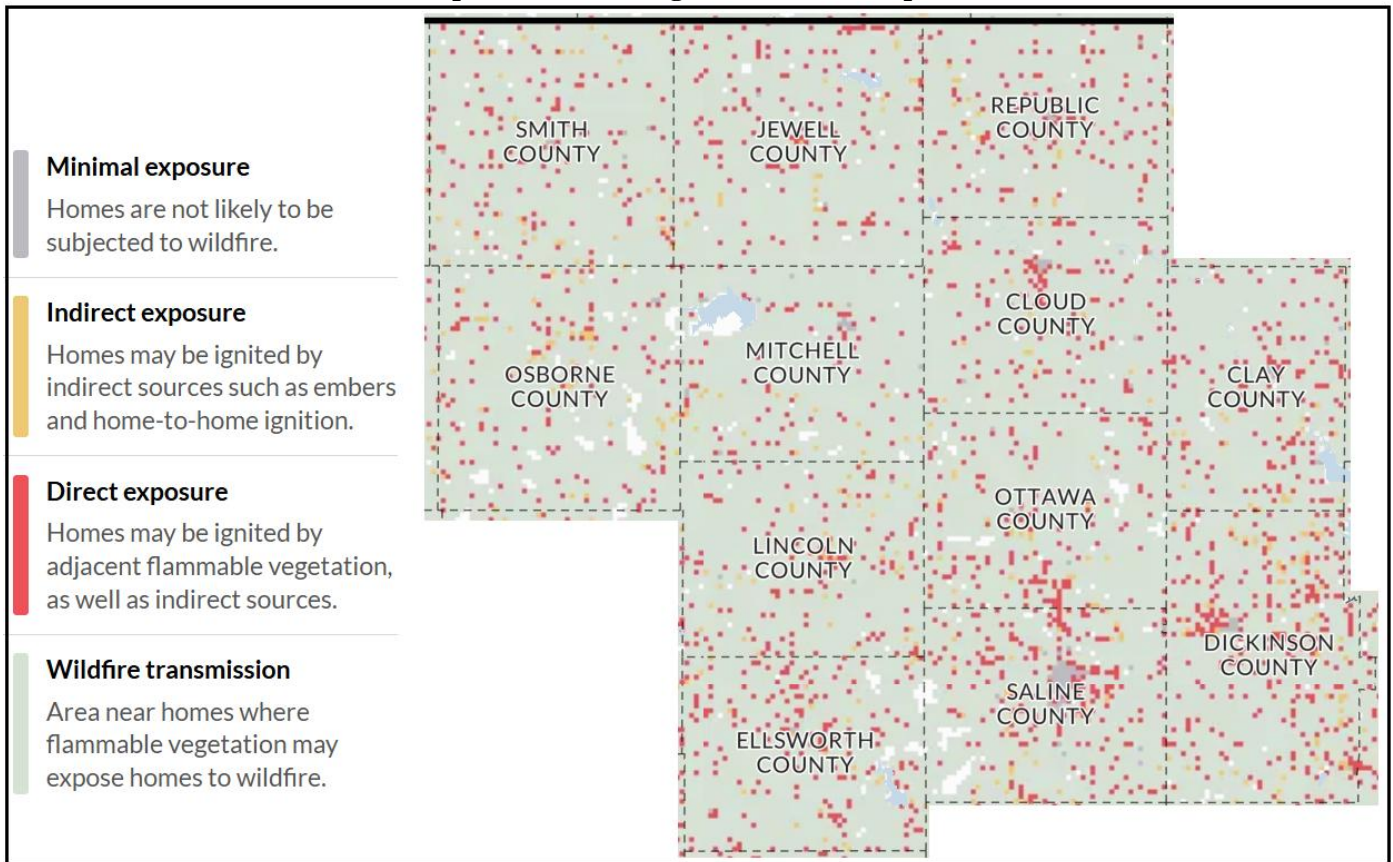 Minimal exposure
Homes are not likely to be
subjected to wildfire.
Indirect exposure
Homes may be ignited by
indirect sources such as embers
and home-to-home ignition.
Direct exposure
Homes may be ignited by
adjacent flammable vegetation,
as well as indirect sources.
Wildfire transmission
Area near homes where
flammable vegetation may
expose homes to wildfire.
SMITH
COUNTY
JEWELL
COUNTY
REPUBLIC
COUNTY
OSBORNE
COUNTY
MITCHELL
COUNTY
CLOUD
COUNTY
CLAY
COUNTY
LINCOLN
COUNTY
OTTAWA
COUNTY
ELLSWORTH
COUNTY
SALINE
COUNTY
DICKINSON
COUNTY